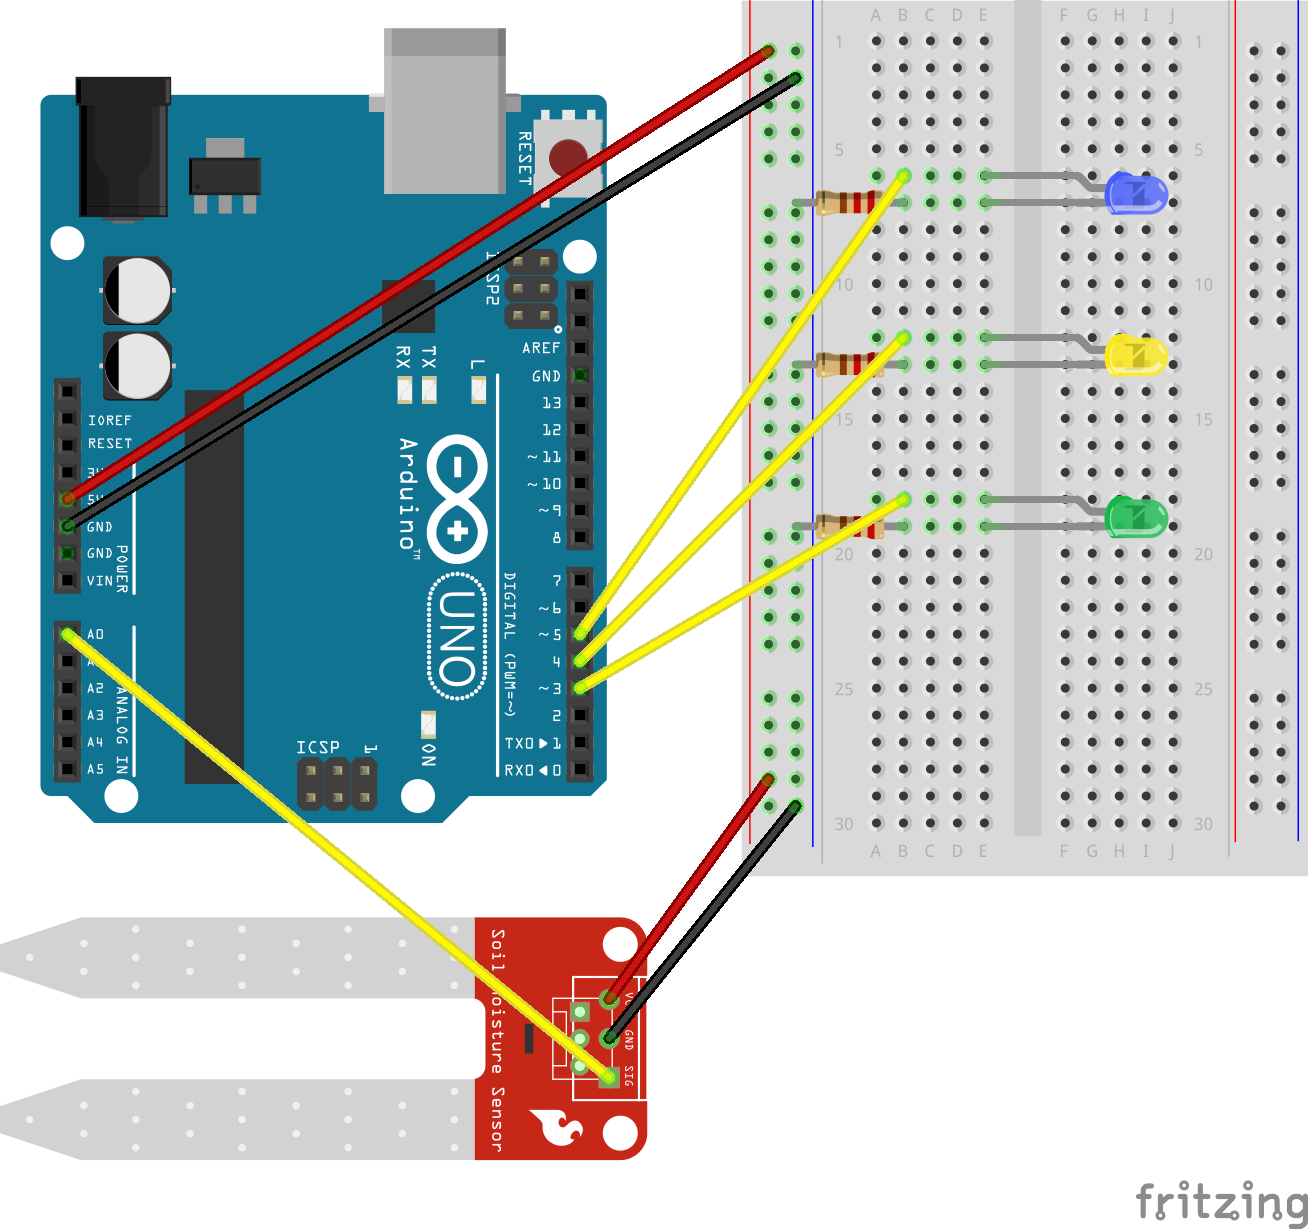 A B C D E F G H I J
1 1
5 5
10 10
15 15
20 20
25 25
30 30
A B C D E F G H I J
RESET
ICSP2
AREF
GND
13
12
~11
~10
~9
8
7
~6
~5
4
~3
2
TX0▶1
RX0◀0
DIGITAL (PWM=~)
RX TX L
Arduino™
UNO
IOREF
RESET
5V
GND
GND
VIN
POWER
A0
A2
A3
A4
A5
ANALOG IN
ICSP 1
ON
Soil Moisture Sensor
GND
SIG
fritzing